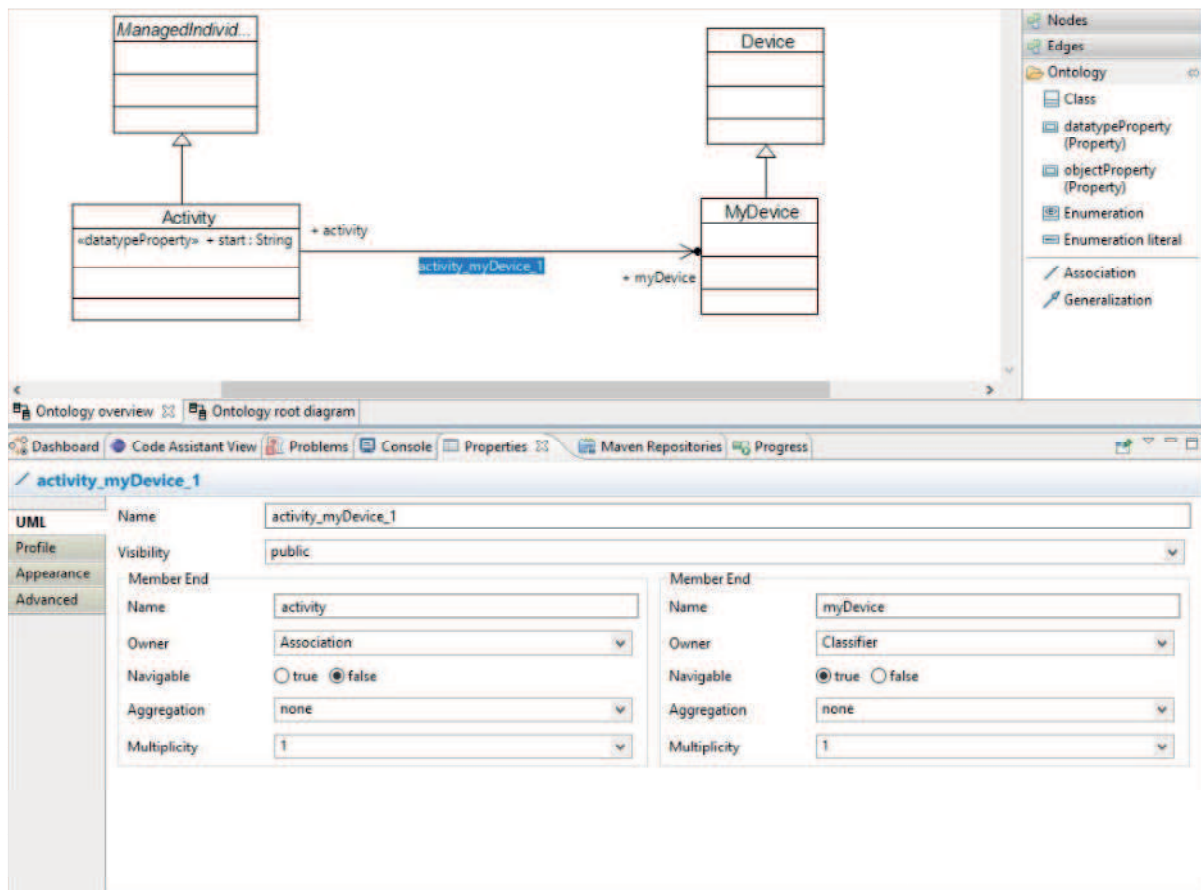 ManagedIndivid...
Device
Activity
«datatypeProperty» + start : String
+ activity
activity_myDevice_1
+ myDevice
MyDevice
Nodes
Edges
Ontology
Class
datatypeProperty
(Property)
objectProperty
(Property)
Enumeration
Enumeration literal
Association
Generalization
Ontology overview
Ontology root diagram
Dashboard
Code Assistant View
Problems
Console
Properties
Maven Repositories
Progress
activity_myDevice_1
UML
Profile
Appearance
Advanced
Name
activity_myDevice_1
Visibility
public
Member End
Name
activity
Owner
Association
Navigable
true
false
Aggregation
none
Multiplicity
1
Member End
Name
myDevice
Owner
Classifier
Navigable
true
false
Aggregation
none
Multiplicity
1